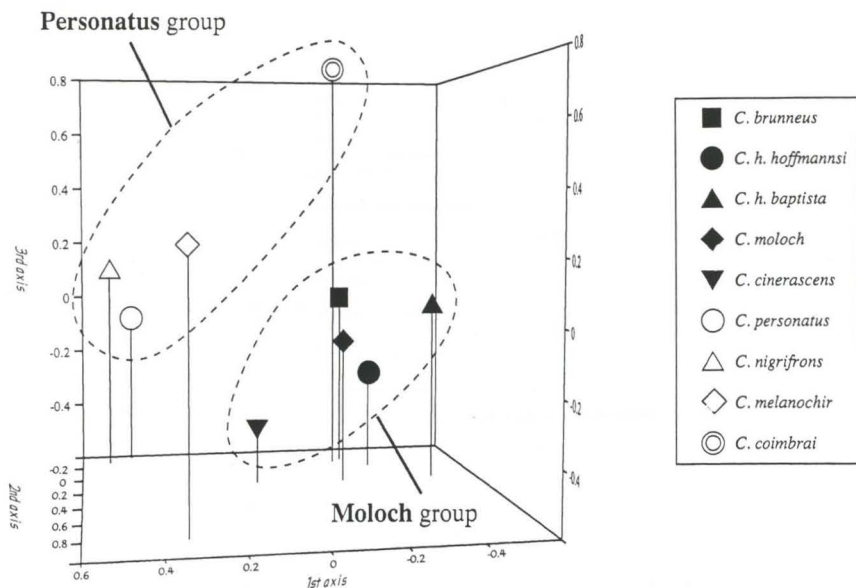 Personatus group
0.8
0.6
0.4
0.2
0
-0.2
-0.4
3rd axis
-0.2
0
0.2
0.4
0.6
0.8
2nd axis
0.6
0.4
0.2
0
-0.2
-0.4
1st axis
0.8
0.6
0.4
0.2
0
-0.2
-0.4
Moloch group
C. brunneus
C. h. hoffmannsi
C. h. baptista
C. moloch
C. cinerascens
C. personatus
C. nigrifrons
C. melanochir
C. coimbrai